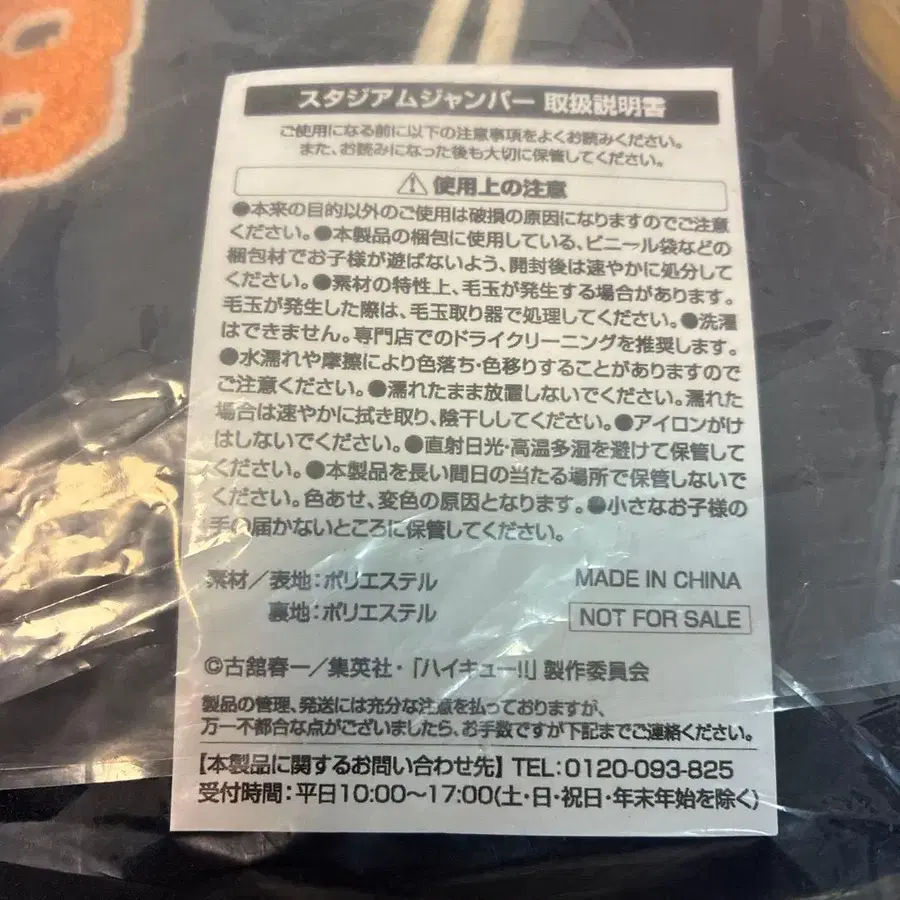 スタジアムジャンパー 取扱説明書
ご使用になる前に以下の注意事項をよくお読みください。
また、お読みになった後も大切に保管してください。
使用上の注意
●本来の目的以外のご使用は破損の原因になりますのでご注意
ください。●本製品の梱包に使用している、ビニール袋などの
梱包材でお子様が遊ばないよう、開封後は速やかに処分して
ください。●素材の特性上、毛玉が発生する場合があります。
毛玉が発生した際は、毛玉取り器で処理してください。●洗濯
はできません。専門店でのドライクリーニングを推奨します。
●水濡れや摩擦により色落ち・色移りすることがありますので
ご注意ください。●濡れたまま放置しないでください。濡れた
場合は速やかに拭き取り、陰干ししてください。●アイロンがけ
はしないでください。●直射日光・高温多湿を避けて保管して
ください。●本製品を長い間日の当たる場所で保管しないで
ください。色あせ、変色の原因となります。●小さなお子様の
手の届かないところに保管してください。
素材／表地：ポリエステル
裏地：ポリエステル
MADE IN CHINA
NOT FOR SALE
©古舘春一／集英社・「ハイキュー!!」製作委員会
製品の管理、発送には充分な注意を払っておりますが、
万一不都合な点がございましたら、お手数ですが下記までご連絡ください。
【本製品に関するお問い合わせ先】 TEL：0120-093-825
受付時間：平日10:00〜17:00(土・日・祝日・年末年始を除く)